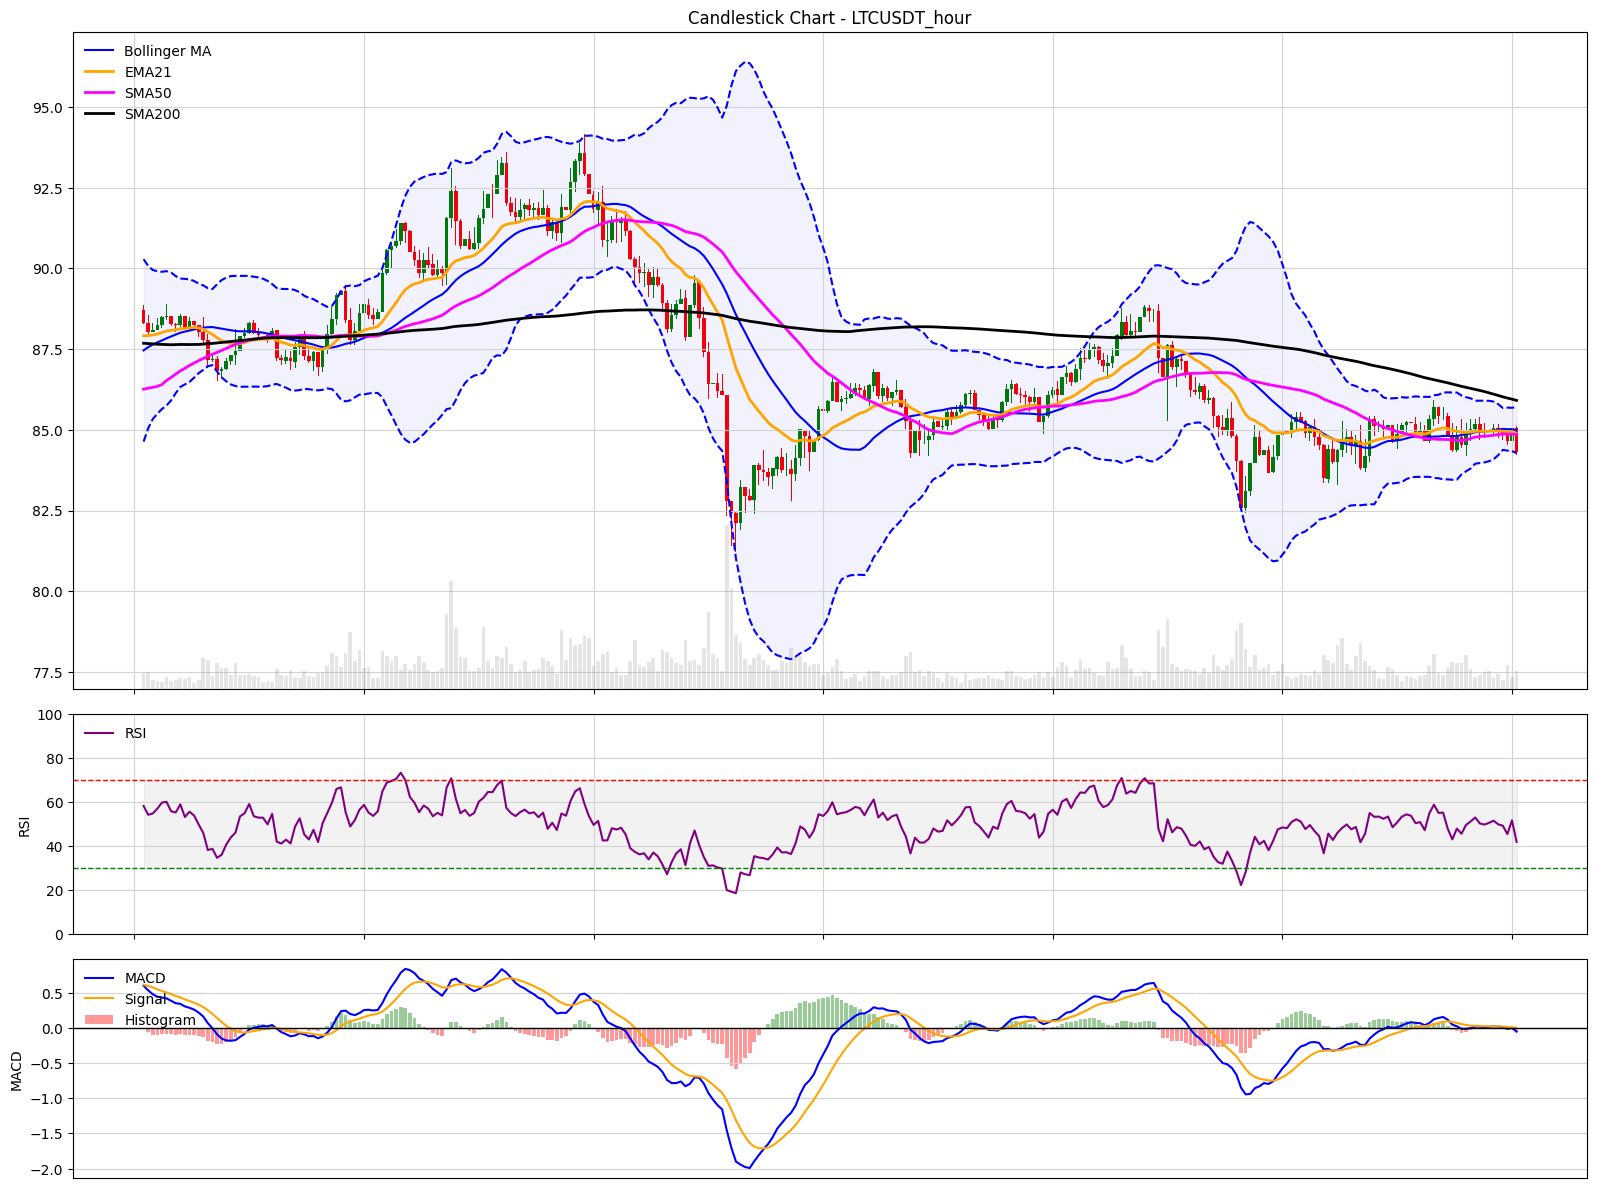 Candlestick Chart - LTCUSDT_hour
Bollinger MA
EMA21
SMA50
SMA200
95.0
92.5
90.0
87.5
85.0
82.5
80.0
77.5
100
RSI
80
60
RSI
40
20
0
MACD
0.5
Signal
Histogram
0.0
MACD
−0.5
−1.0
−1.5
−2.0